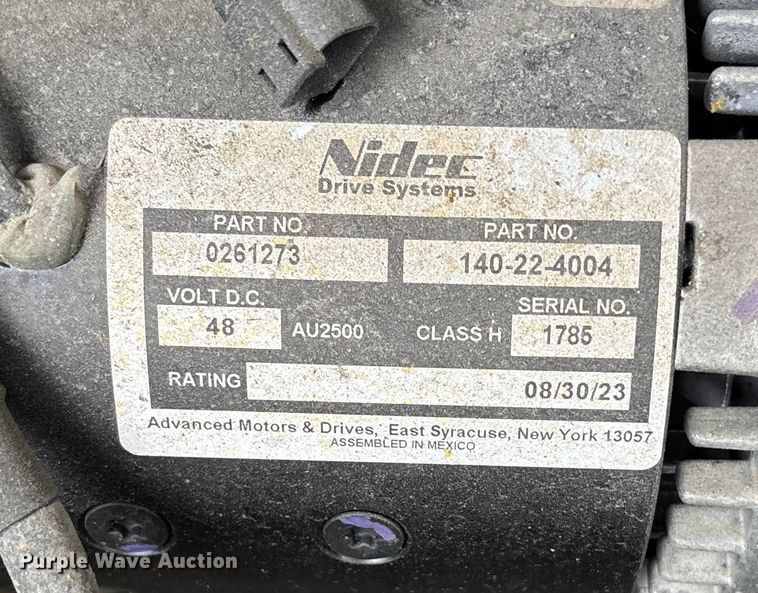 Nidec
Drive Systems
PART NO. PART NO.
0261273 140-22-4004
VOLT D.C. SERIAL NO.
48 AU2500 CLASS H 1785
RATING 08/30/23
Advanced Motors & Drives, East Syracuse, New York 13057
ASSEMBLED IN MEXICO
Purple Wave Auction